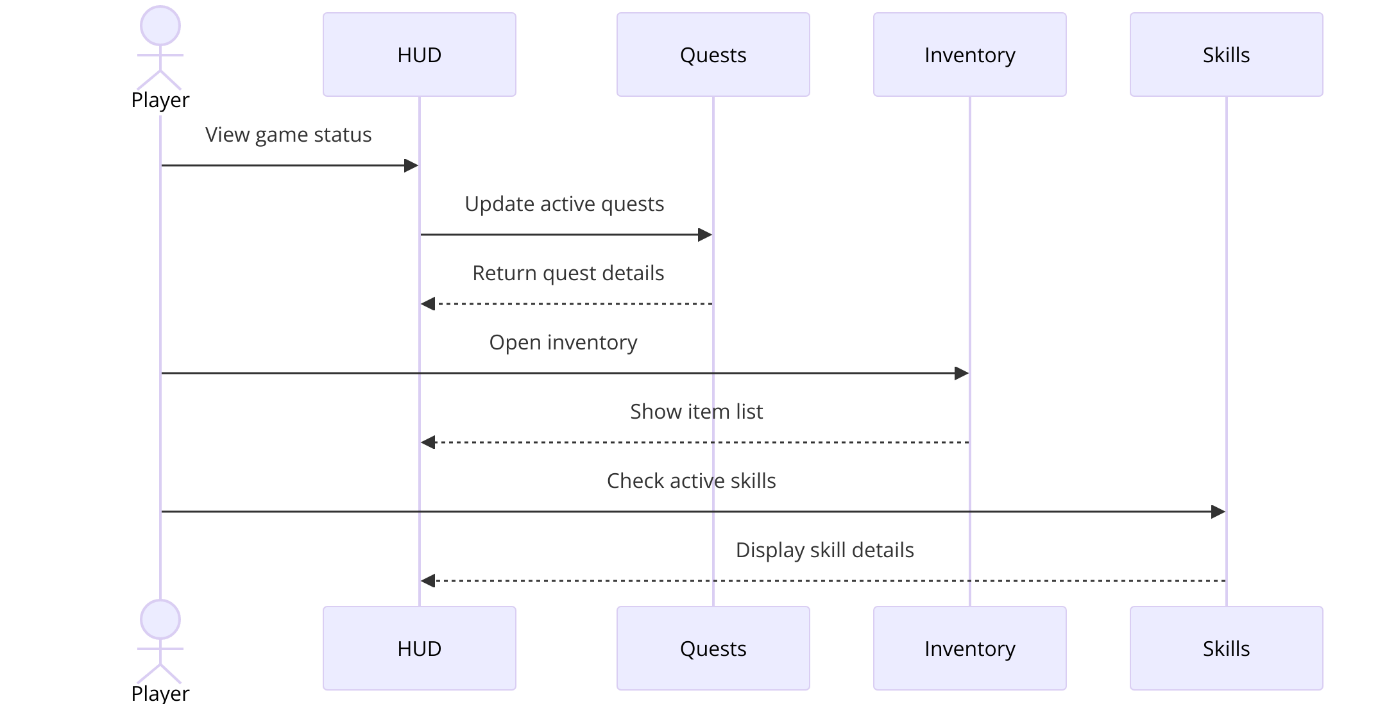 HUD
Quests
Inventory
Skills
Player
View game status
Update active quests
Return quest details
Open inventory
Show item list
Check active skills
Display skill details
HUD
Quests
Inventory
Skills
Player